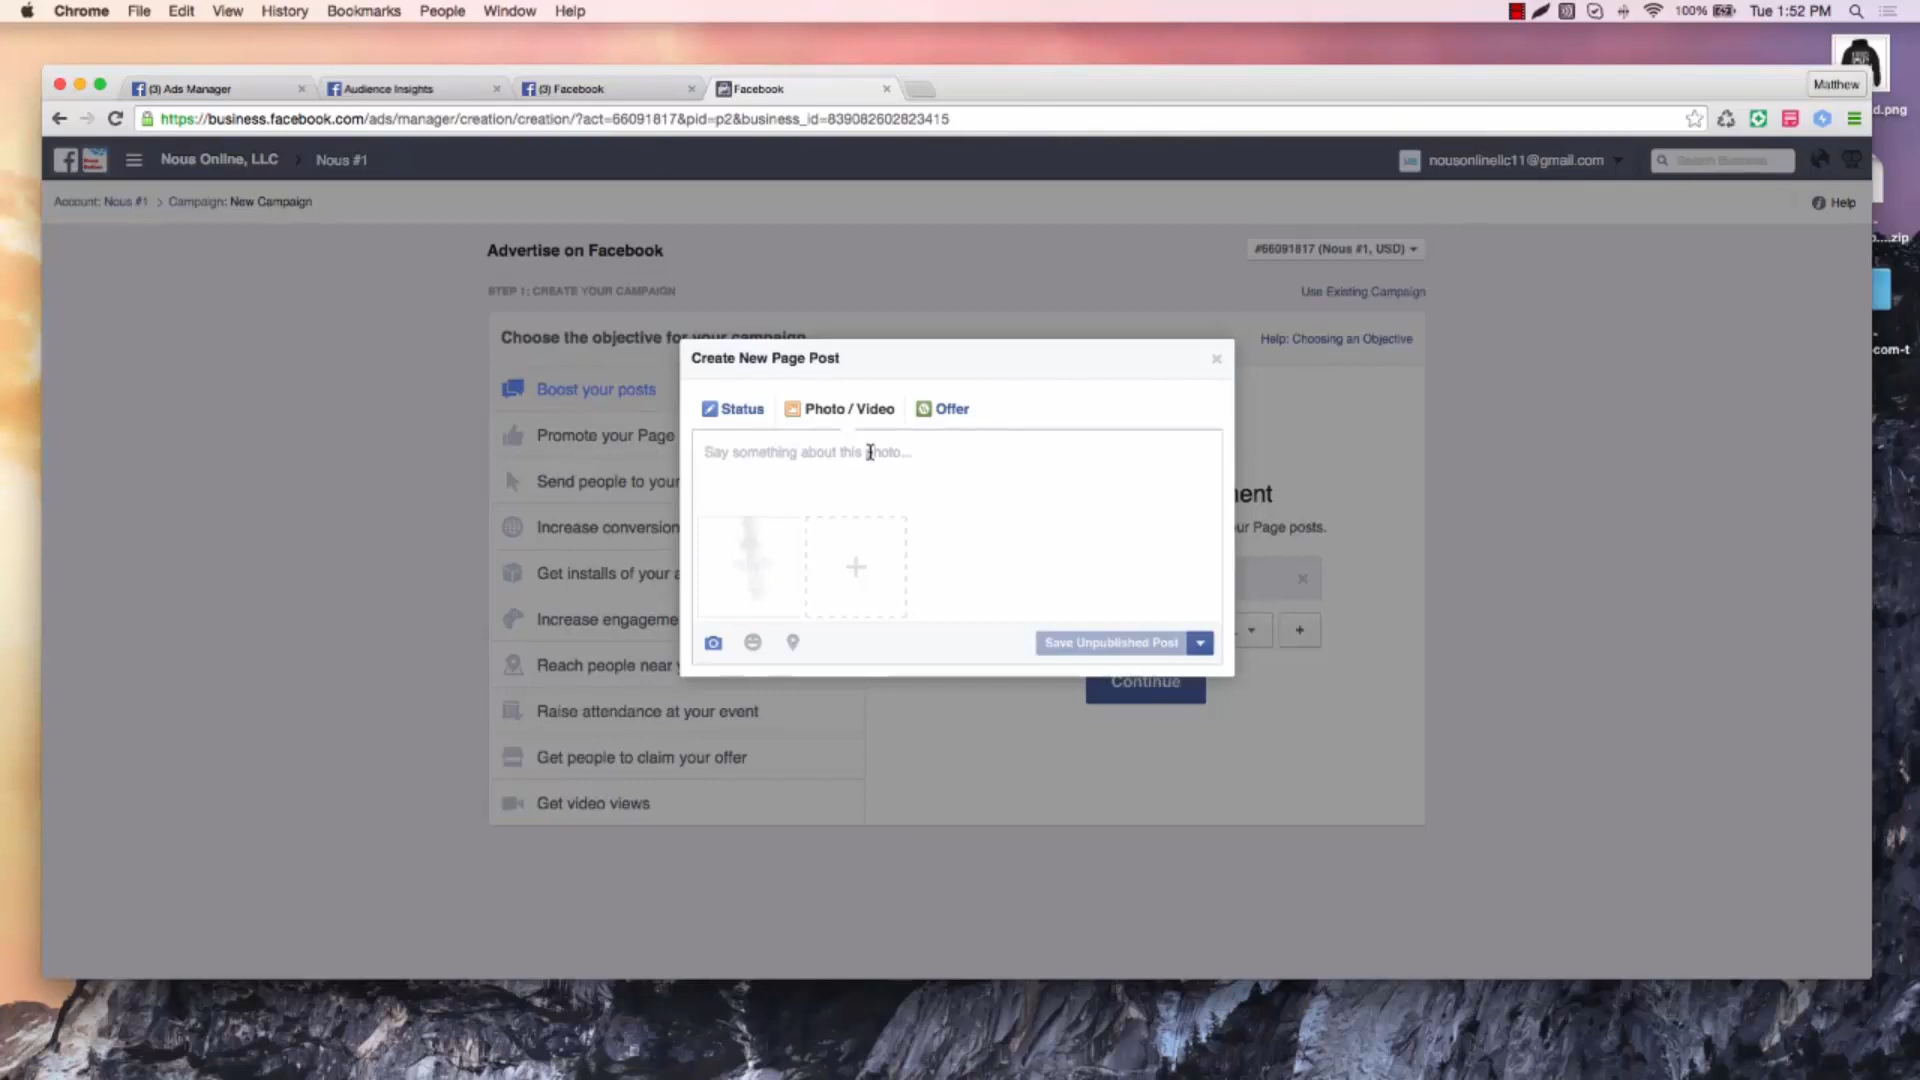 Chrome File Edit View History Bookmarks People Window Help 100% Tue 1:52 PM
(3) Ads Manager Audience Insights (3) Facebook Facebook Matthew
https://business.facebook.com/ads/manager/creation/creation/?act=66091817&pid=p2&business_id=839082602823415
d.png
Nous Online, LLC Nous #1 nousonlinellc11@gmail.com Search Business
Account: Nous #1 > Campaign: New Campaign Help
....zip
Advertise on Facebook #66091817 (Nous #1, USD)
STEP 1: CREATE YOUR CAMPAIGN Use Existing Campaign
Choose the objective for your campaign Help: Choosing an Objective
com-t
Create New Page Post
Boost your posts
Status Photo / Video Offer
Promote your Page
Say something about this photo...
Send people to your
ent
Increase conversion
ur Page posts.
Get installs of your a
Increase engageme
Save Unpublished Post
Reach people near
Continue
Raise attendance at your event
Get people to claim your offer
Get video views